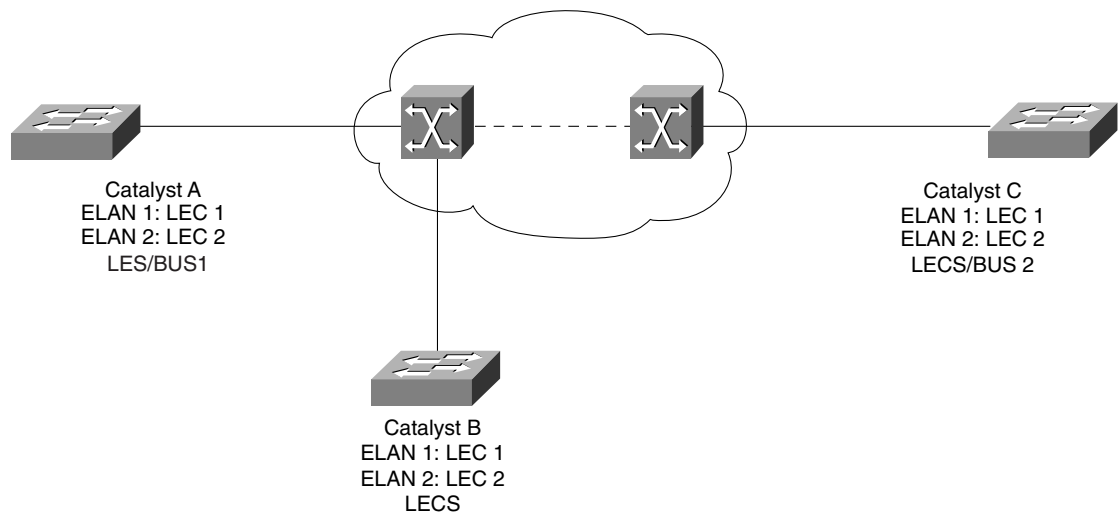 Catalyst A
ELAN 1: LEC 1
ELAN 2: LEC 2
LES/BUS1
Catalyst C
ELAN 1: LEC 1
ELAN 2: LEC 2
LECS/BUS 2
Catalyst B
ELAN 1: LEC 1
ELAN 2: LEC 2
LECS